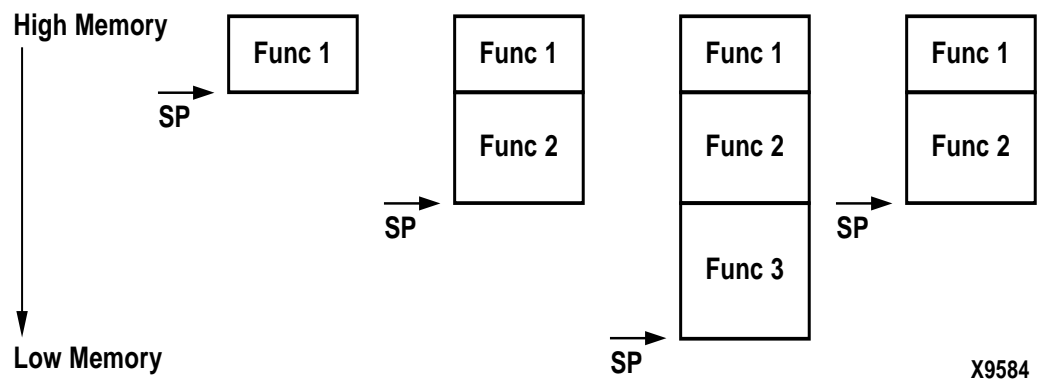 High Memory
Func 1
Func 1
Func 1
Func 1
SP
Func 2
Func 2
Func 2
SP
SP
Func 3
Low Memory
SP
X9584